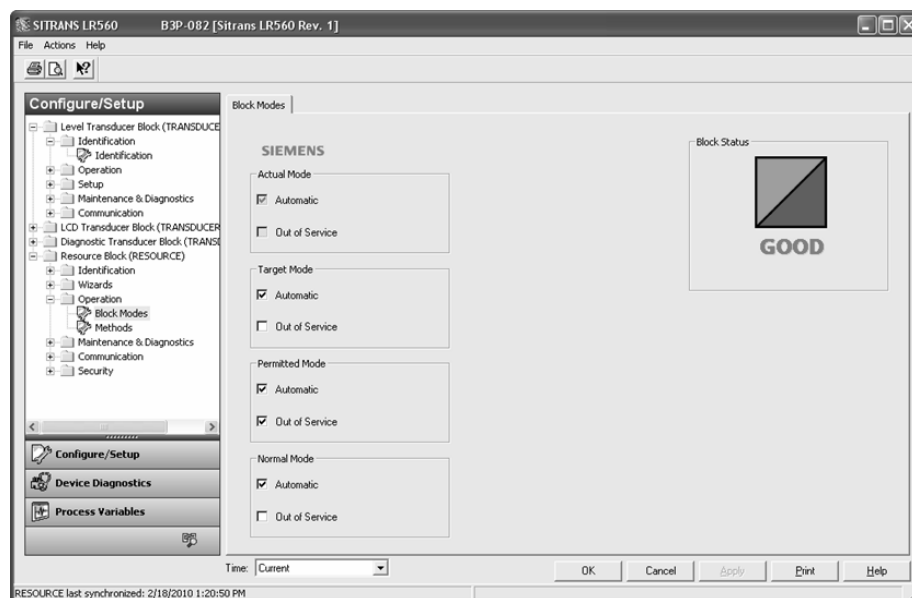 SITRANS LR560 B3P-082 [Sitrans LR560 Rev. 1]
File Actions Help
Configure/Setup
Level Transducer Block (TRANSDUCE
Identification
Identification
Operation
Setup
Maintenance & Diagnostics
Communication
LCD Transducer Block (TRANSDUCER
Diagnostic Transducer Block (TRANSD
Resource Block (RESOURCE)
Identification
Wizards
Operation
Block Modes
Methods
Maintenance & Diagnostics
Communication
Security
Configure/Setup
Device Diagnostics
Process Variables
Block Modes
SIEMENS
Actual Mode
Automatic
Out of Service
Target Mode
Automatic
Out of Service
Permitted Mode
Automatic
Out of Service
Normal Mode
Automatic
Out of Service
Block Status
GOOD
Time: Current
OK Cancel Apply Print Help
RESOURCE last synchronized: 2/18/2010 1:20:50 PM